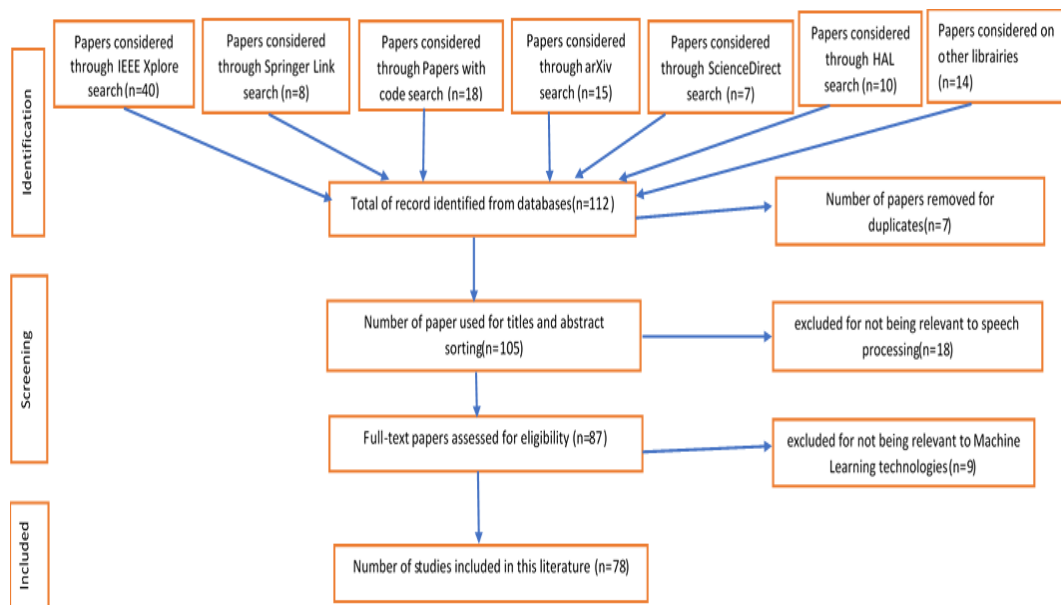 Identification
Papers considered
through IEEE Xplore
search (n=40)
Papers considered
through Springer Link
search (n=8)
Papers considered
through Papers with
code search (n=18)
Papers considered
through arXiv
search (n=15)
Papers considered
through ScienceDirect
search (n=7)
Papers considered
through HAL
search (n=10)
Papers considered on
other librairies
(n=14)
Total of record identified from databases(n=112 )
Number of papers removed for
duplicates(n=7)
Screening
Number of paper used for titles and abstract
sorting(n=105)
excluded for not being relevant to speech
processing(n=18)
Full-text papers assessed for eligibility (n=87)
excluded for not being relevant to Machine
Learning technologies(n=9)
Included
Number of studies included in this literature (n=78)